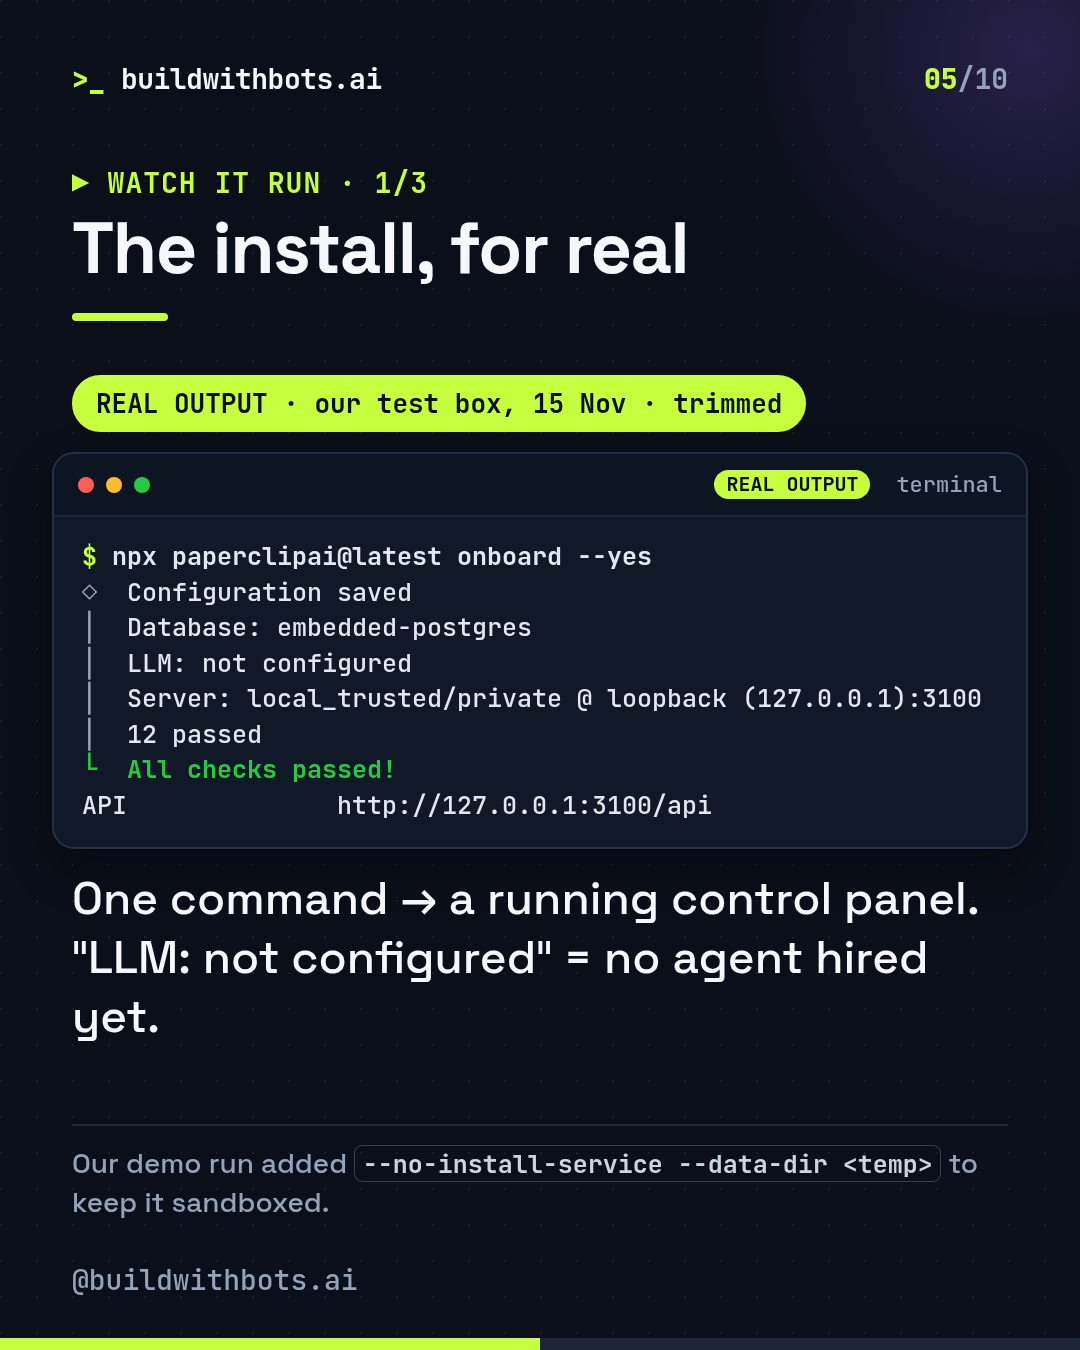 >_ buildwithbots.ai
05/10
▶ WATCH IT RUN · 1/3
The install, for real
REAL OUTPUT · our test box, 15 Nov · trimmed
REAL OUTPUT terminal
$ npx paperclipai@latest onboard --yes
◇  Configuration saved
│  Database: embedded-postgres
│  LLM: not configured
│  Server: local_trusted/private @ loopback (127.0.0.1):3100
│  12 passed
└  All checks passed!
API              http://127.0.0.1:3100/api
One command → a running control panel.
"LLM: not configured" = no agent hired
yet.
Our demo run added --no-install-service --data-dir <temp> to
keep it sandboxed.
@buildwithbots.ai